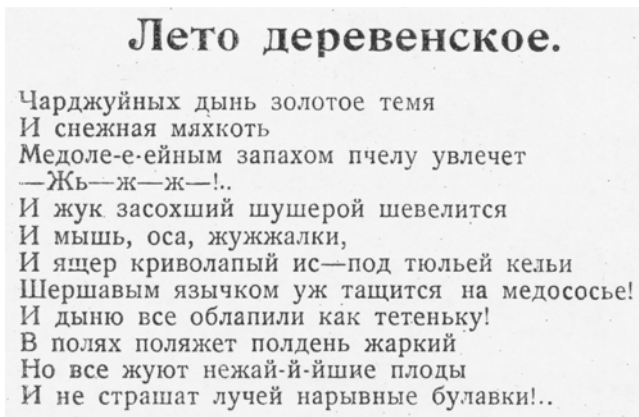 Лето деревенское.
Чарджуйных дынь золотое темя
И снежная мяхкоть
Медоле-е-ейным запахом пчелу увлечет
—Жь—ж—ж—!..
И жук засохший шушерой шевелится
И мышь, оса, жужжалки,
И ящер криволапый ис—под тюльей кельи
Шершавым язычком уж тащится на медососье!
И дыню все облапили как тетеньку!
В полях поляжет полдень жаркий
Но все жуют нежай-й-йшие плоды
И не страшат лучей нарывные булавки!..